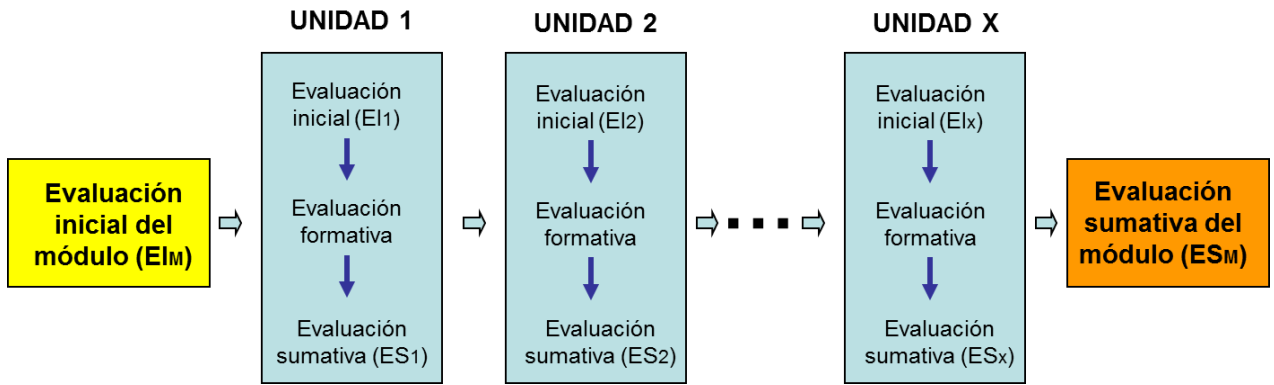 UNIDAD 1
UNIDAD 2
UNIDAD X
Evaluación
inicial del
módulo (EIM)
Evaluación
inicial (EI1)
Evaluación
formativa
Evaluación
sumativa (ES1)
Evaluación
inicial (EI2)
Evaluación
formativa
Evaluación
sumativa (ES2)
Evaluación
inicial (EIx)
Evaluación
formativa
Evaluación
sumativa (ESx)
Evaluación
sumativa del
módulo (ESM)